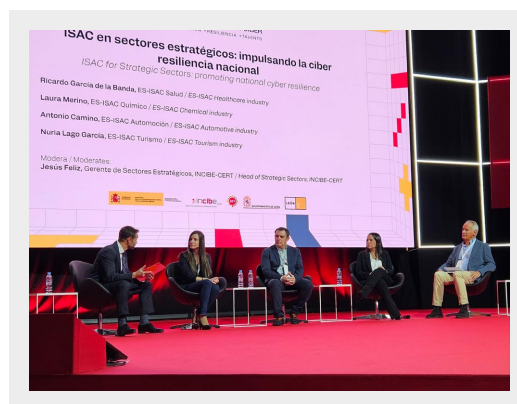 +RESILIENCIA +TALENTO
ISAC en sectores estratégicos: impulsando la ciber
resiliencia nacional
ISAC for Strategic Sectors: promoting national cyber resilience
Ricardo García de la Banda, ES-ISAC Salud / ES-ISAC Healthcare industry
Laura Merino, ES-ISAC Químico / ES-ISAC Chemical industry
Antonio Camino, ES-ISAC Automoción / ES-ISAC Automotive industry
Nuria Lago García, ES-ISAC Turismo / ES-ISAC Tourism industry
Modera / Moderates:
Jesús Feliz, Gerente de Sectores Estratégicos, INCIBE-CERT / Head of Strategic Sectors, INCIBE-CERT
incibe
LEÓN